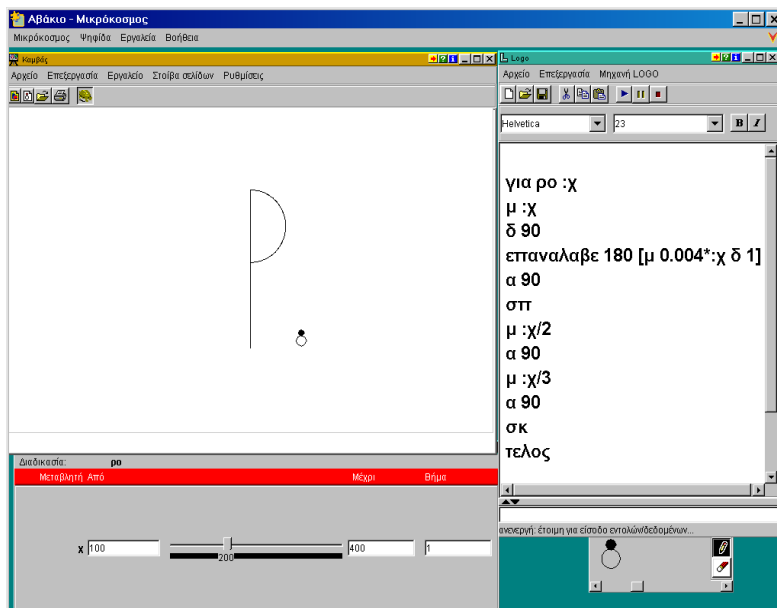 Αβάκιο - Μικρόκοσμος
Μικρόκοσμος Ψηφίδα Εργαλεία Βοήθεια
Καμβάς
Αρχείο Επεξεργασία Εργαλείο Στοίβα σελίδων Ρυθμίσεις
Logo
Αρχείο Επεξεργασία Μηχανή LOGO
Helvetica 23 B I
για ρο :χ
μ :χ
δ 90
επαναλαβε 180 [μ 0.004*:χ δ 1]
α 90
σπ
μ :χ/2
α 90
μ :χ/3
α 90
σκ
τελος
ανενεργή: έτοιμη για είσοδο εντολών/δεδομένων...
Διαδικασία: ρο
Μεταβλητή Από Μέχρι Βήμα
χ 100 200 400 1